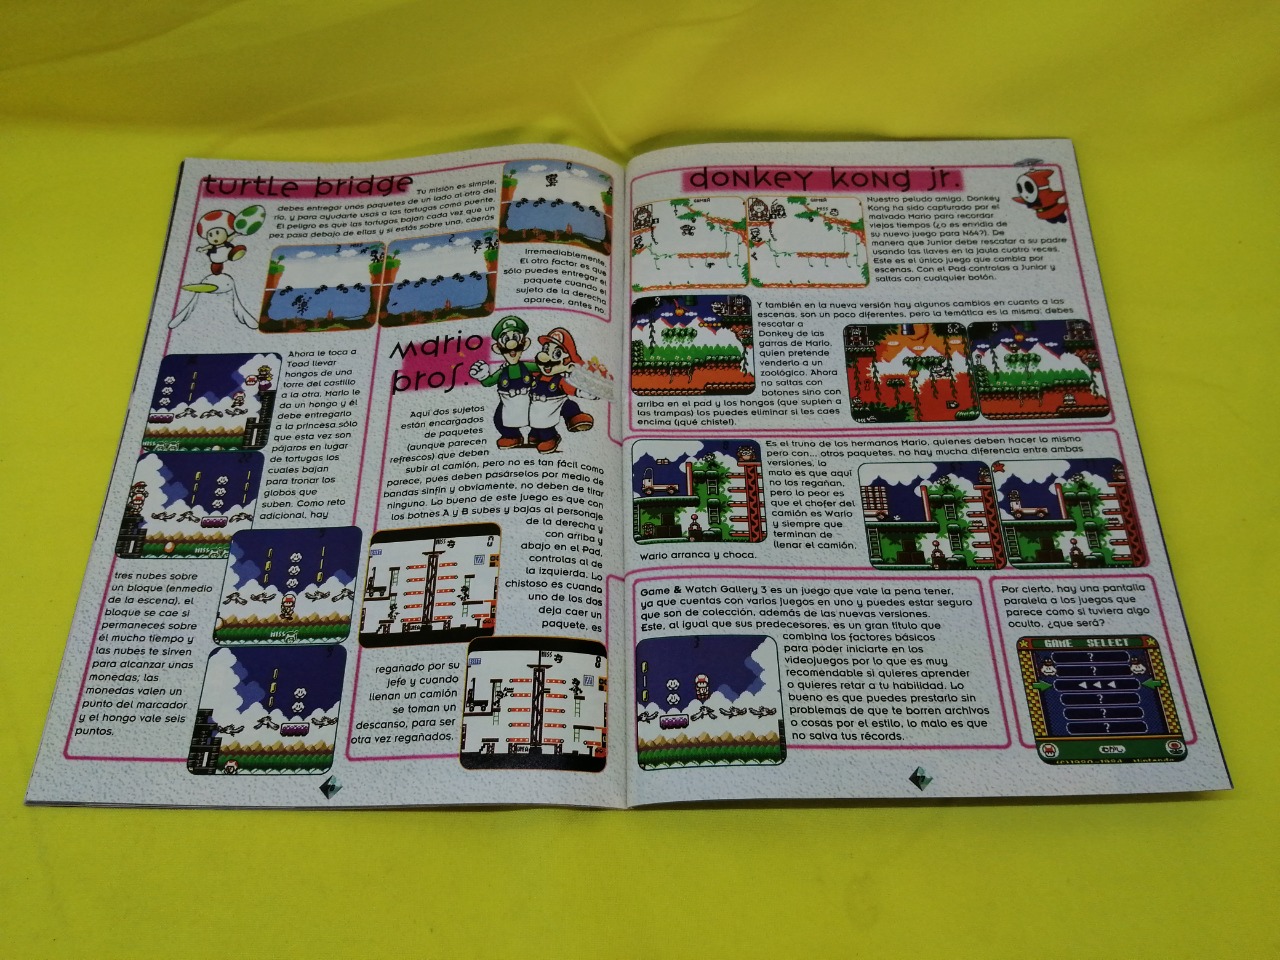 turtle bridge
Tu misión es simple,
debes entregar unos paquetes de un lado al otro del
río, y para ayudarte usas a las tortugas como puente.
El peligro es que las tortugas bajan cada vez que un
pez pasa debajo de ellas y si estás sobre una, caerás
irremediablemente.
El otro factor es que
sólo puedes entregar el
paquete cuando el
sujeto de la derecha
aparece, antes no.
Ahora le toca a
Toad llevar
hongos de una
torre del castillo
a la otra. Mario le
da un hongo y él
debe entregarlo
a la princesa sólo
que esta vez son
pájaros en lugar
de tortugas los
cuales bajan
para tronar los
globos que
suben. Como reto
adicional, hay
tres nubes sobre
un bloque (enmedio
de la escena), el
bloque se cae si
permaneces sobre
él mucho tiempo y
las nubes te sirven
para alcanzar unas
monedas; las
monedas valen un
punto del marcador
y el hongo vale seis
puntos.
Mario
bros.
Aquí dos sujetos
están encargados
de paquetes
(aunque parecen
refrescos) que deben
subir al camión, pero no es tan fácil como
parece, pues deben pasárselos por medio de
bandas sinfín y obviamente, no deben de tirar
ninguno. Lo bueno de este juego es que con
los botnes A y B subes y bajas al personaje
de la derecha y
con arriba y
abajo en el Pad,
controlas al de
la izquierda. Lo
chistoso es cuando
uno de los dos
deja caer un
paquete, es
regañado por su
jefe y cuando
llenan un camión
se toman un
descanso, para ser
otra vez regañados.
MISS
MISS
MISS
MISS
donkey kong jr.
Nuestro peludo amigo, Donkey
Kong ha sido capturado por el
malvado Mario para recordar
viejos tiempos (¿o es envidia de
su nuevo juego para N64?). De
manera que Junior debe rescatar a su padre
usando las llaves en la jaula cuatro veces.
Este es el único juego que cambia por
escenas. Con el Pad controlas a Junior y
saltas con cualquier botón.
Y también en la nueva versión hay algunos cambios en cuanto a las
escenas, son un poco diferentes, pero la temática es la misma: debes
rescatar a
Donkey de las
garras de Mario,
quien pretende
venderlo a un
zoológico. Ahora
no saltas con
botones sino con
arriba en el pad y los hongos (que suplen a
las trampas) los puedes eliminar si les caes
encima (¡qué chiste!).
Es el truno de los hermanos Mario, quienes deben hacer lo mismo
pero con... otros paquetes, no hay mucha diferencia entre ambas
versiones, lo
malo es que aquí
no los regañan,
pero lo peor es
que el chofer del
camión es Wario
y siempre que
terminan de
llenar el camión,
Wario arranca y choca.
Game & Watch Gallery 3 es un juego que vale la pena tener,
ya que cuentas con varios juegos en uno y puedes estar seguro
que son de colección, además de las nuevas versiones.
Este, al igual que sus predecesores, es un gran título que
combina los factores básicos
para poder iniciarte en los
videojuegos por lo que es muy
recomendable si quieres aprender
o quieres retar a tu habilidad. Lo
bueno es que puedes prestarlo sin
problemas de que te borren archivos
o cosas por el estilo, lo malo es que
no salva tus récords.
Por cierto, hay una pantalla
paralela a los juegos que
parece como si tuviera algo
oculto, ¿que será?
GAME SELECT
?
?
?
?
?
(C)1980-1984 Nintendo